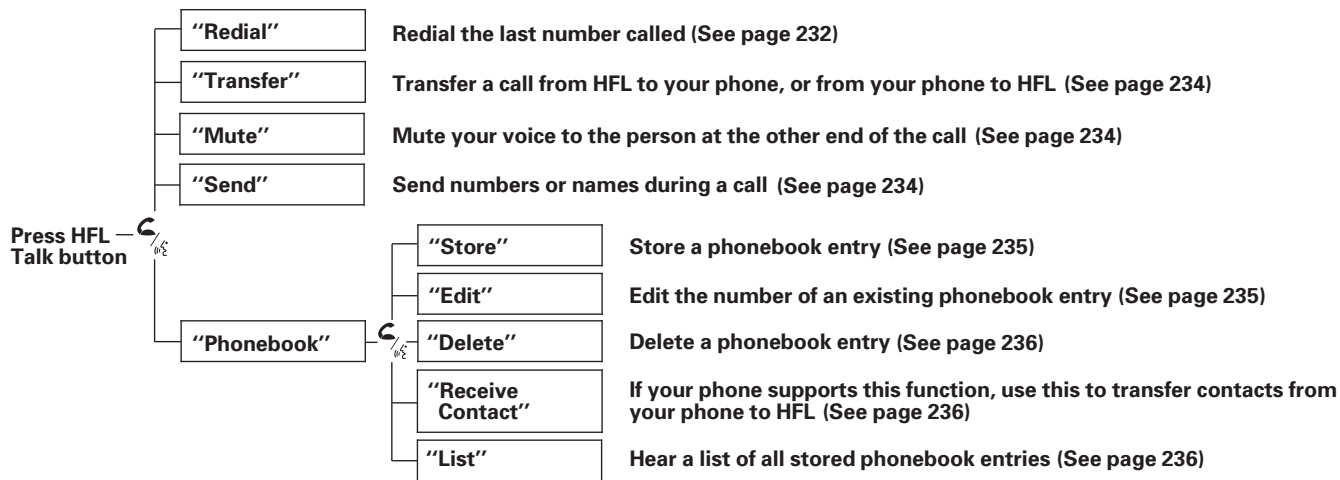 "Redial" Redial the last number called (See page 232)
"Transfer" Transfer a call from HFL to your phone, or from your phone to HFL (See page 234)
"Mute" Mute your voice to the person at the other end of the call (See page 234)
"Send" Send numbers or names during a call (See page 234)
Press HFL
Talk button
"Phonebook"
"Store" Store a phonebook entry (See page 235)
"Edit" Edit the number of an existing phonebook entry (See page 235)
"Delete" Delete a phonebook entry (See page 236)
"Receive
Contact"
If your phone supports this function, use this to transfer contacts from
your phone to HFL (See page 236)
"List" Hear a list of all stored phonebook entries (See page 236)